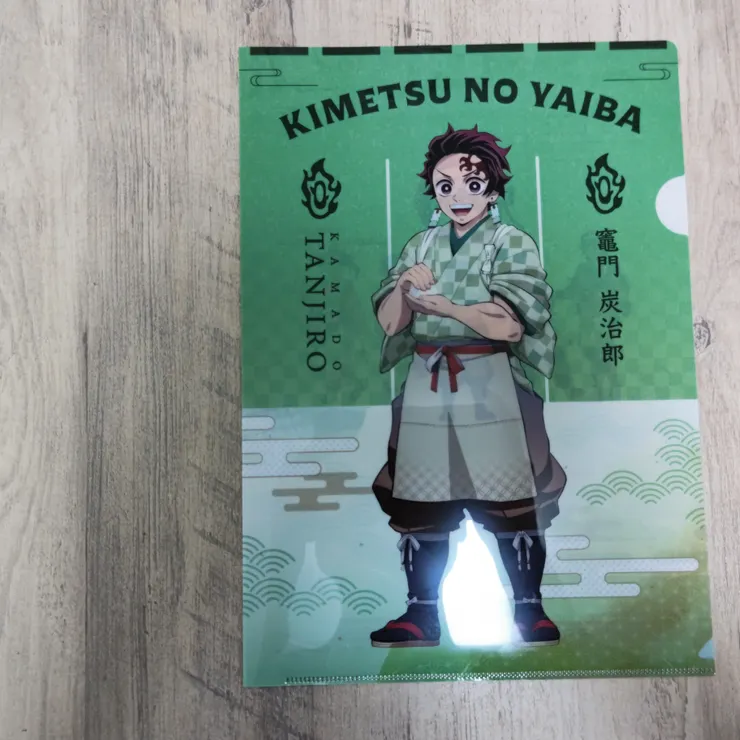 KIMETSU NO YAIBA
KAMADO
TANJIRO
竈門 炭治郎